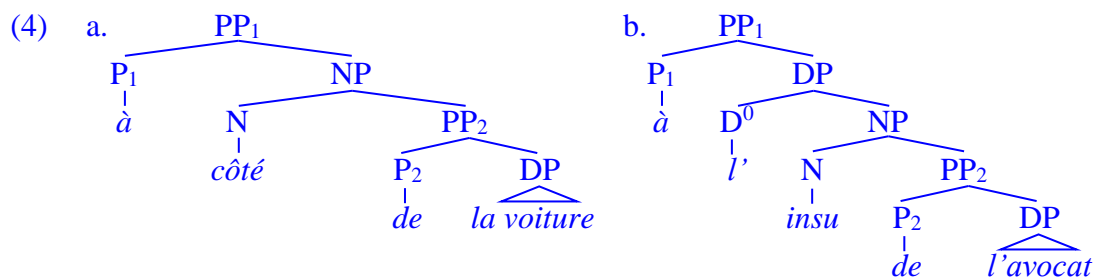 (4) a. PP₁ b. PP₁
P₁ NP P₁ DP
à N PP₂ à D⁰ NP
côté P₂ DP l’ N PP₂
de la voiture insu P₂ DP
de l’avocat